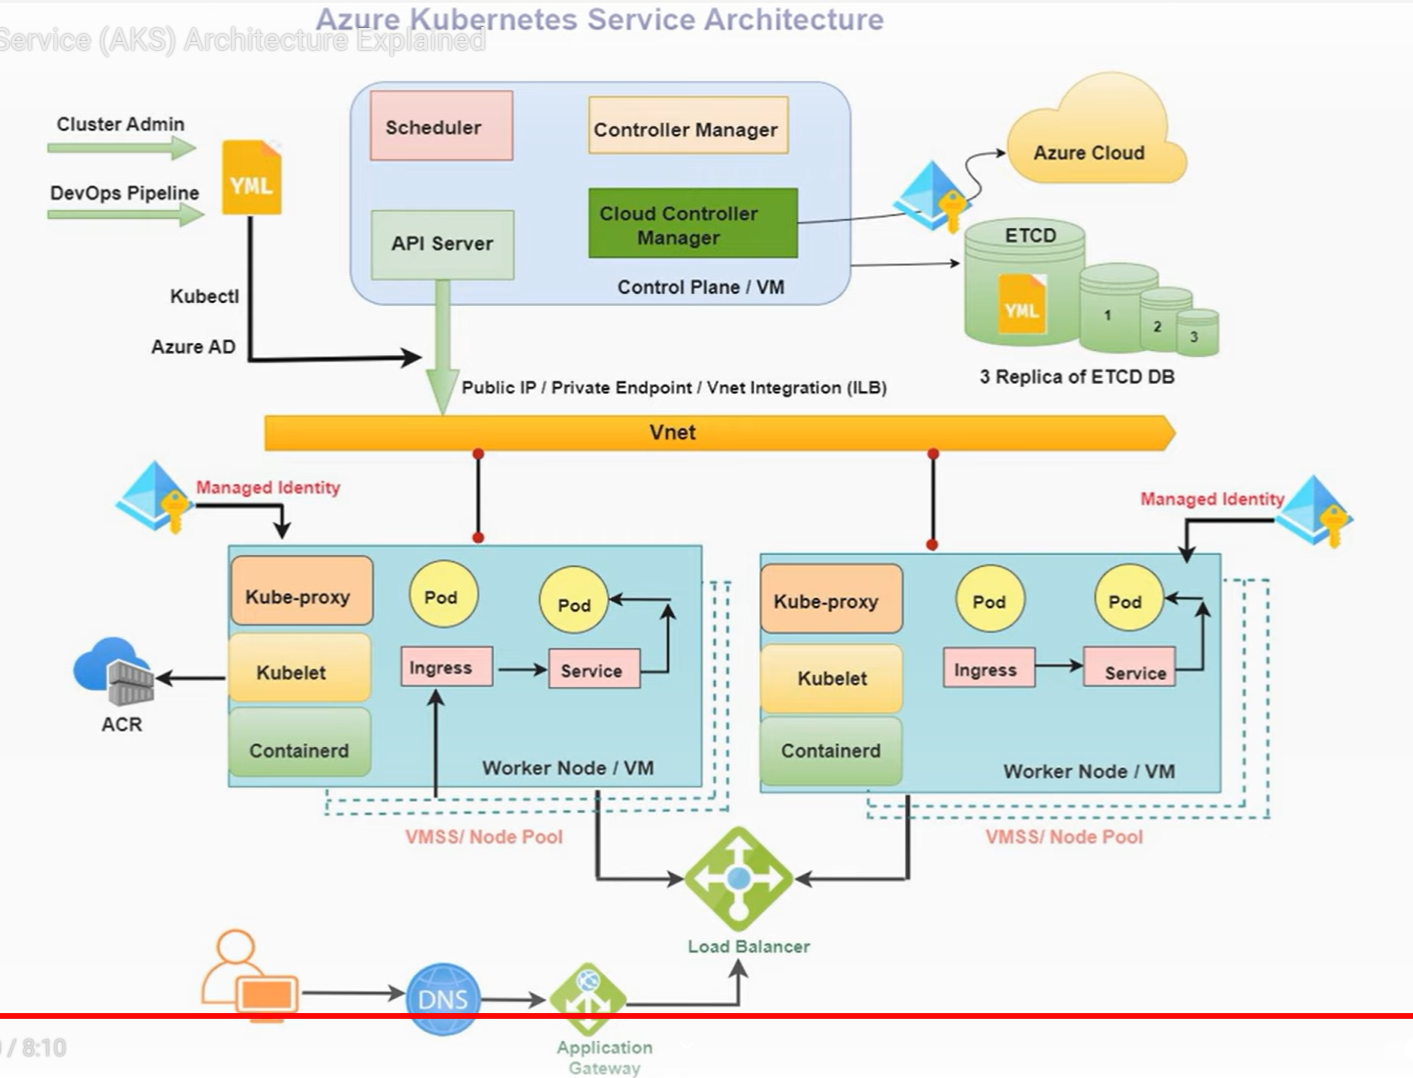 Azure Kubernetes Service Architecture
Service (AKS) Architecture Explained
Cluster Admin
DevOps Pipeline
YML
Scheduler
Controller Manager
Azure Cloud
API Server
Cloud Controller
Manager
Control Plane / VM
ETCD
YML
1
2
3
3 Replica of ETCD DB
Kubectl
Azure AD
Public IP / Private Endpoint / Vnet Integration (ILB)
Vnet
Managed Identity
Managed Identity
Kube-proxy
Pod
Pod
Kubelet
Ingress
Service
Containerd
Worker Node / VM
ACR
Kube-proxy
Pod
Pod
Kubelet
Ingress
Service
Containerd
Worker Node / VM
VMSS/ Node Pool
VMSS/ Node Pool
Load Balancer
DNS
Application
Gateway
/ 8:10